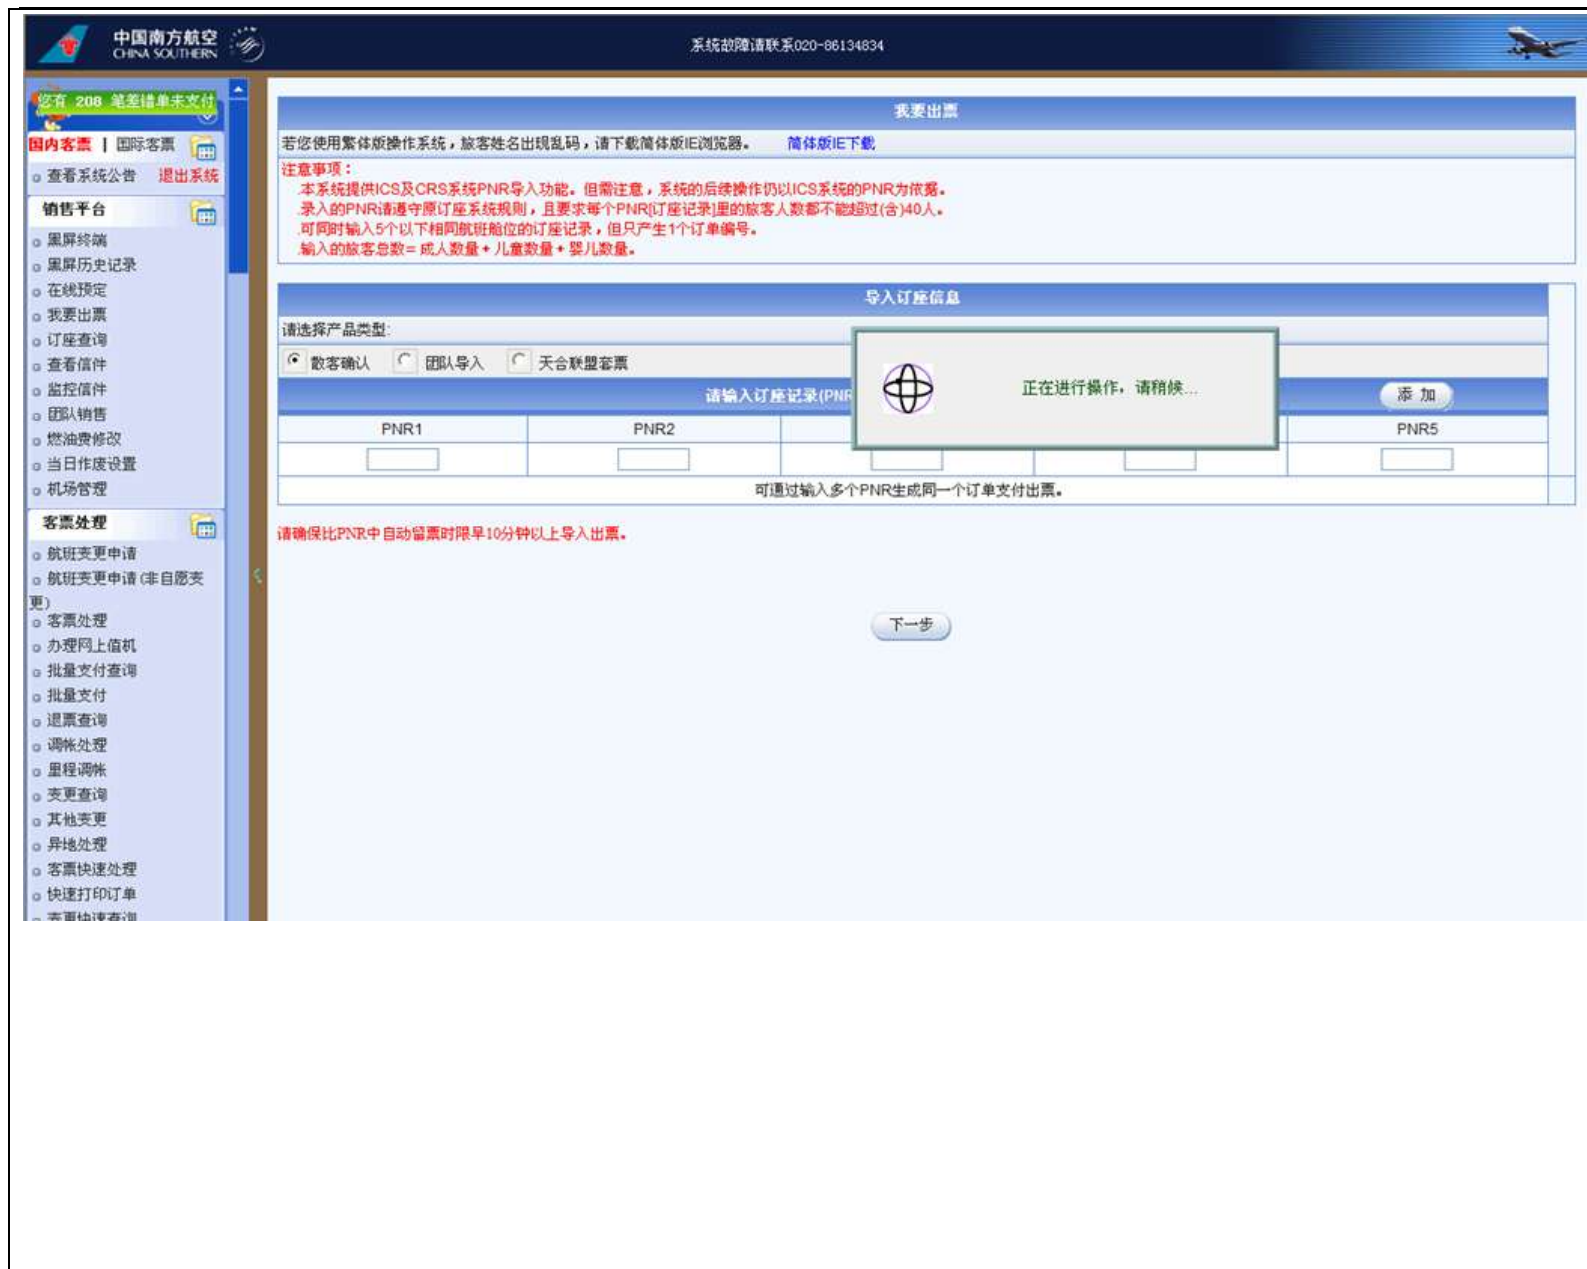 中国南方航空
CHINA SOUTHERN
系统故障请联系020-86134834
您有 208 笔差错单未支付
国内客票 | 国际客票
查看系统公告 退出系统
销售平台
黑屏终端
黑屏历史记录
在线预定
我要出票
订座查询
查看信件
监控信件
团队销售
燃油费修改
当日作废设置
机场管理
客票处理
航班变更申请
航班变更申请(非自愿变
更)
客票处理
办理网上值机
批量支付查询
批量支付
退票查询
调帐处理
里程调帐
变更查询
其他变更
异地处理
客票快速处理
快速打印订单
变更快速查询
我要出票
若您使用繁体版操作系统，旅客姓名出现乱码，请下载简体版IE浏览器。 简体版IE下载
注意事项：
.本系统提供ICS及CRS系统PNR导入功能。但需注意，系统的后续操作仍以ICS系统的PNR为依据。
.录入的PNR请遵守原订座系统规则，且要求每个PNR[订座记录]里的旅客人数都不能超过(含)40人。
.可同时输入5个以下相同航班舱位的订座记录，但只产生1个订单编号。
.输入的旅客总数= 成人数量 + 儿童数量 + 婴儿数量。
导入订座信息
请选择产品类型:
散客确认 团队导入 天合联盟套票
请输入订座记录(PNR 添 加
正在进行操作，请稍候...
PNR1 PNR2 PNR5
可通过输入多个PNR生成同一个订单支付出票。
请确保比PNR中自动留票时限早10分钟以上导入出票。
下一步